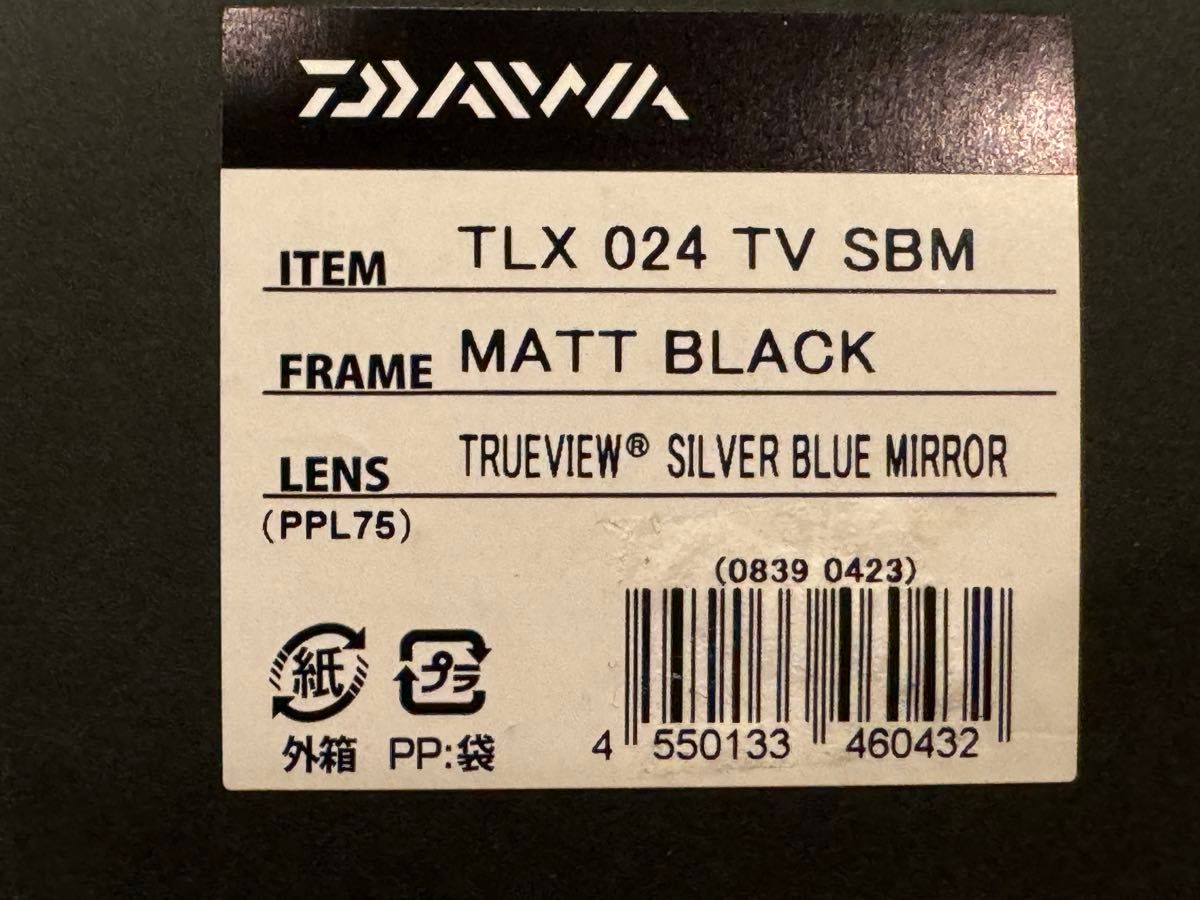 DAIWA
ITEM TLX 024 TV SBM
FRAME MATT BLACK
LENS TRUEVIEW® SILVER BLUE MIRROR
(PPL75)
(0839 0423)
紙 プラ
外箱 PP:袋
4 550133 460432